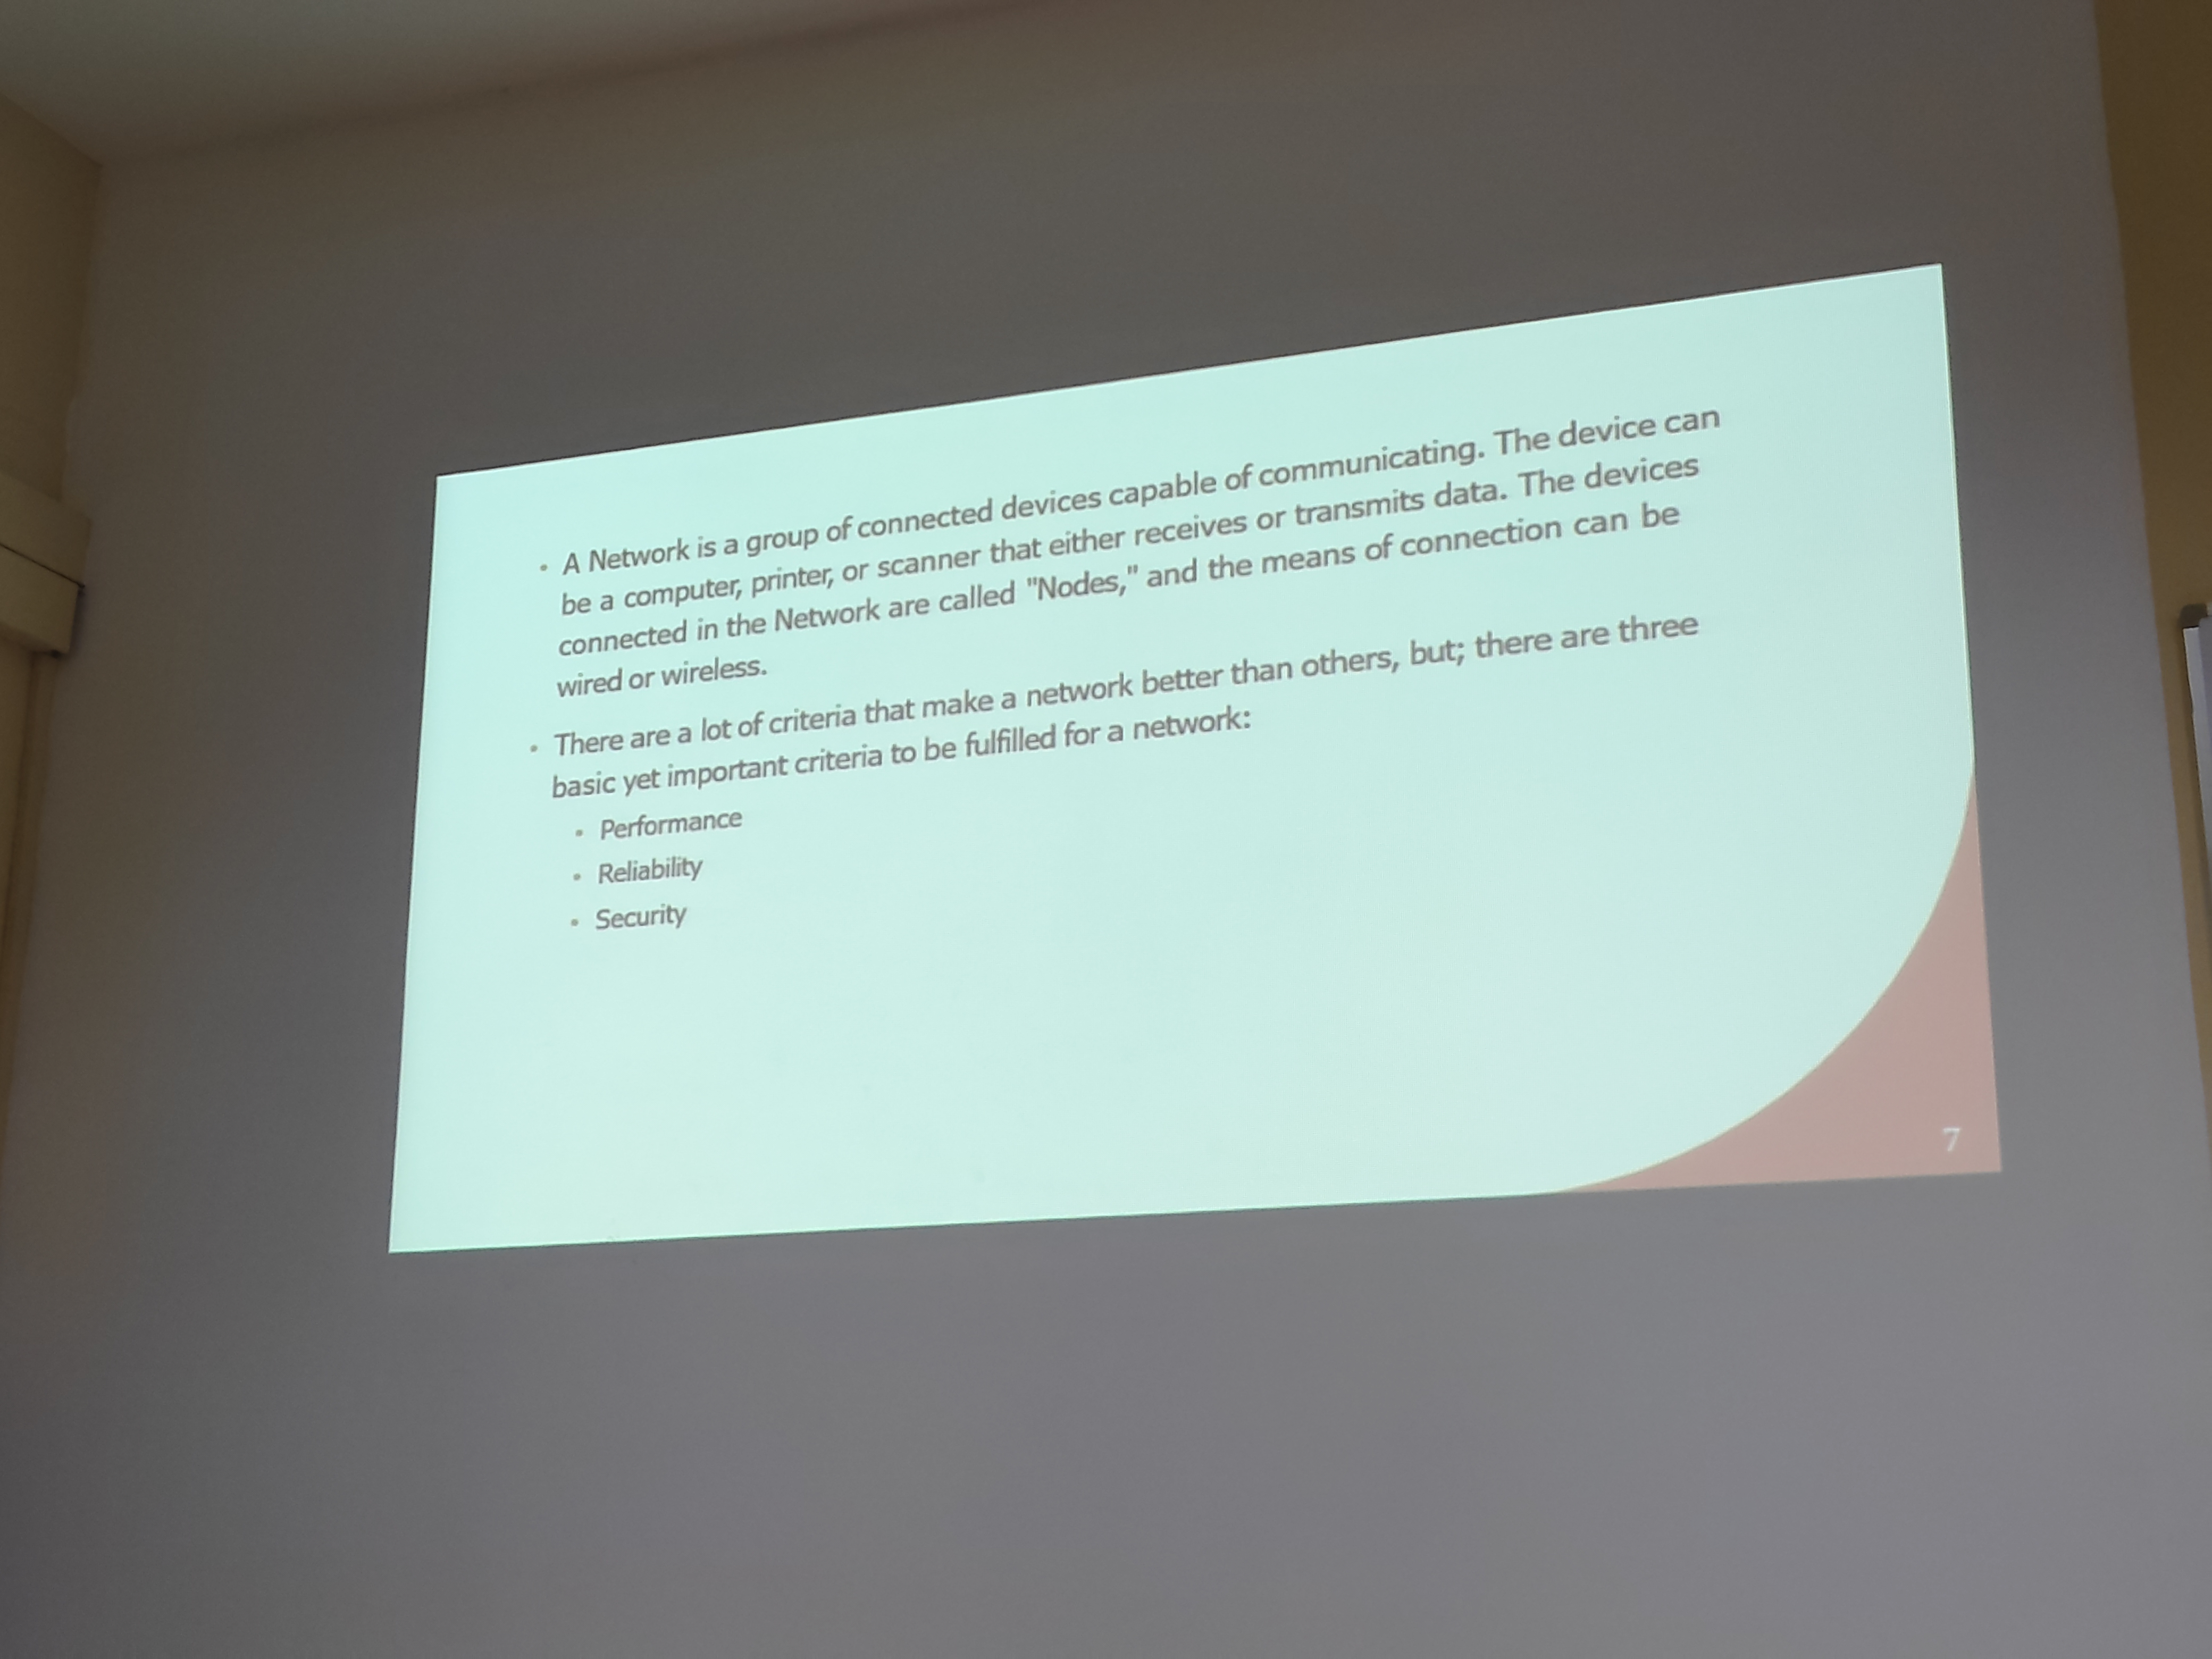 • A Network is a group of connected devices capable of communicating. The device can
be a computer, printer, or scanner that either receives or transmits data. The devices
connected in the Network are called "Nodes," and the means of connection can be
wired or wireless.
• There are a lot of criteria that make a network better than others, but; there are three
basic yet important criteria to be fulfilled for a network:
• Performance
• Reliability
• Security
7